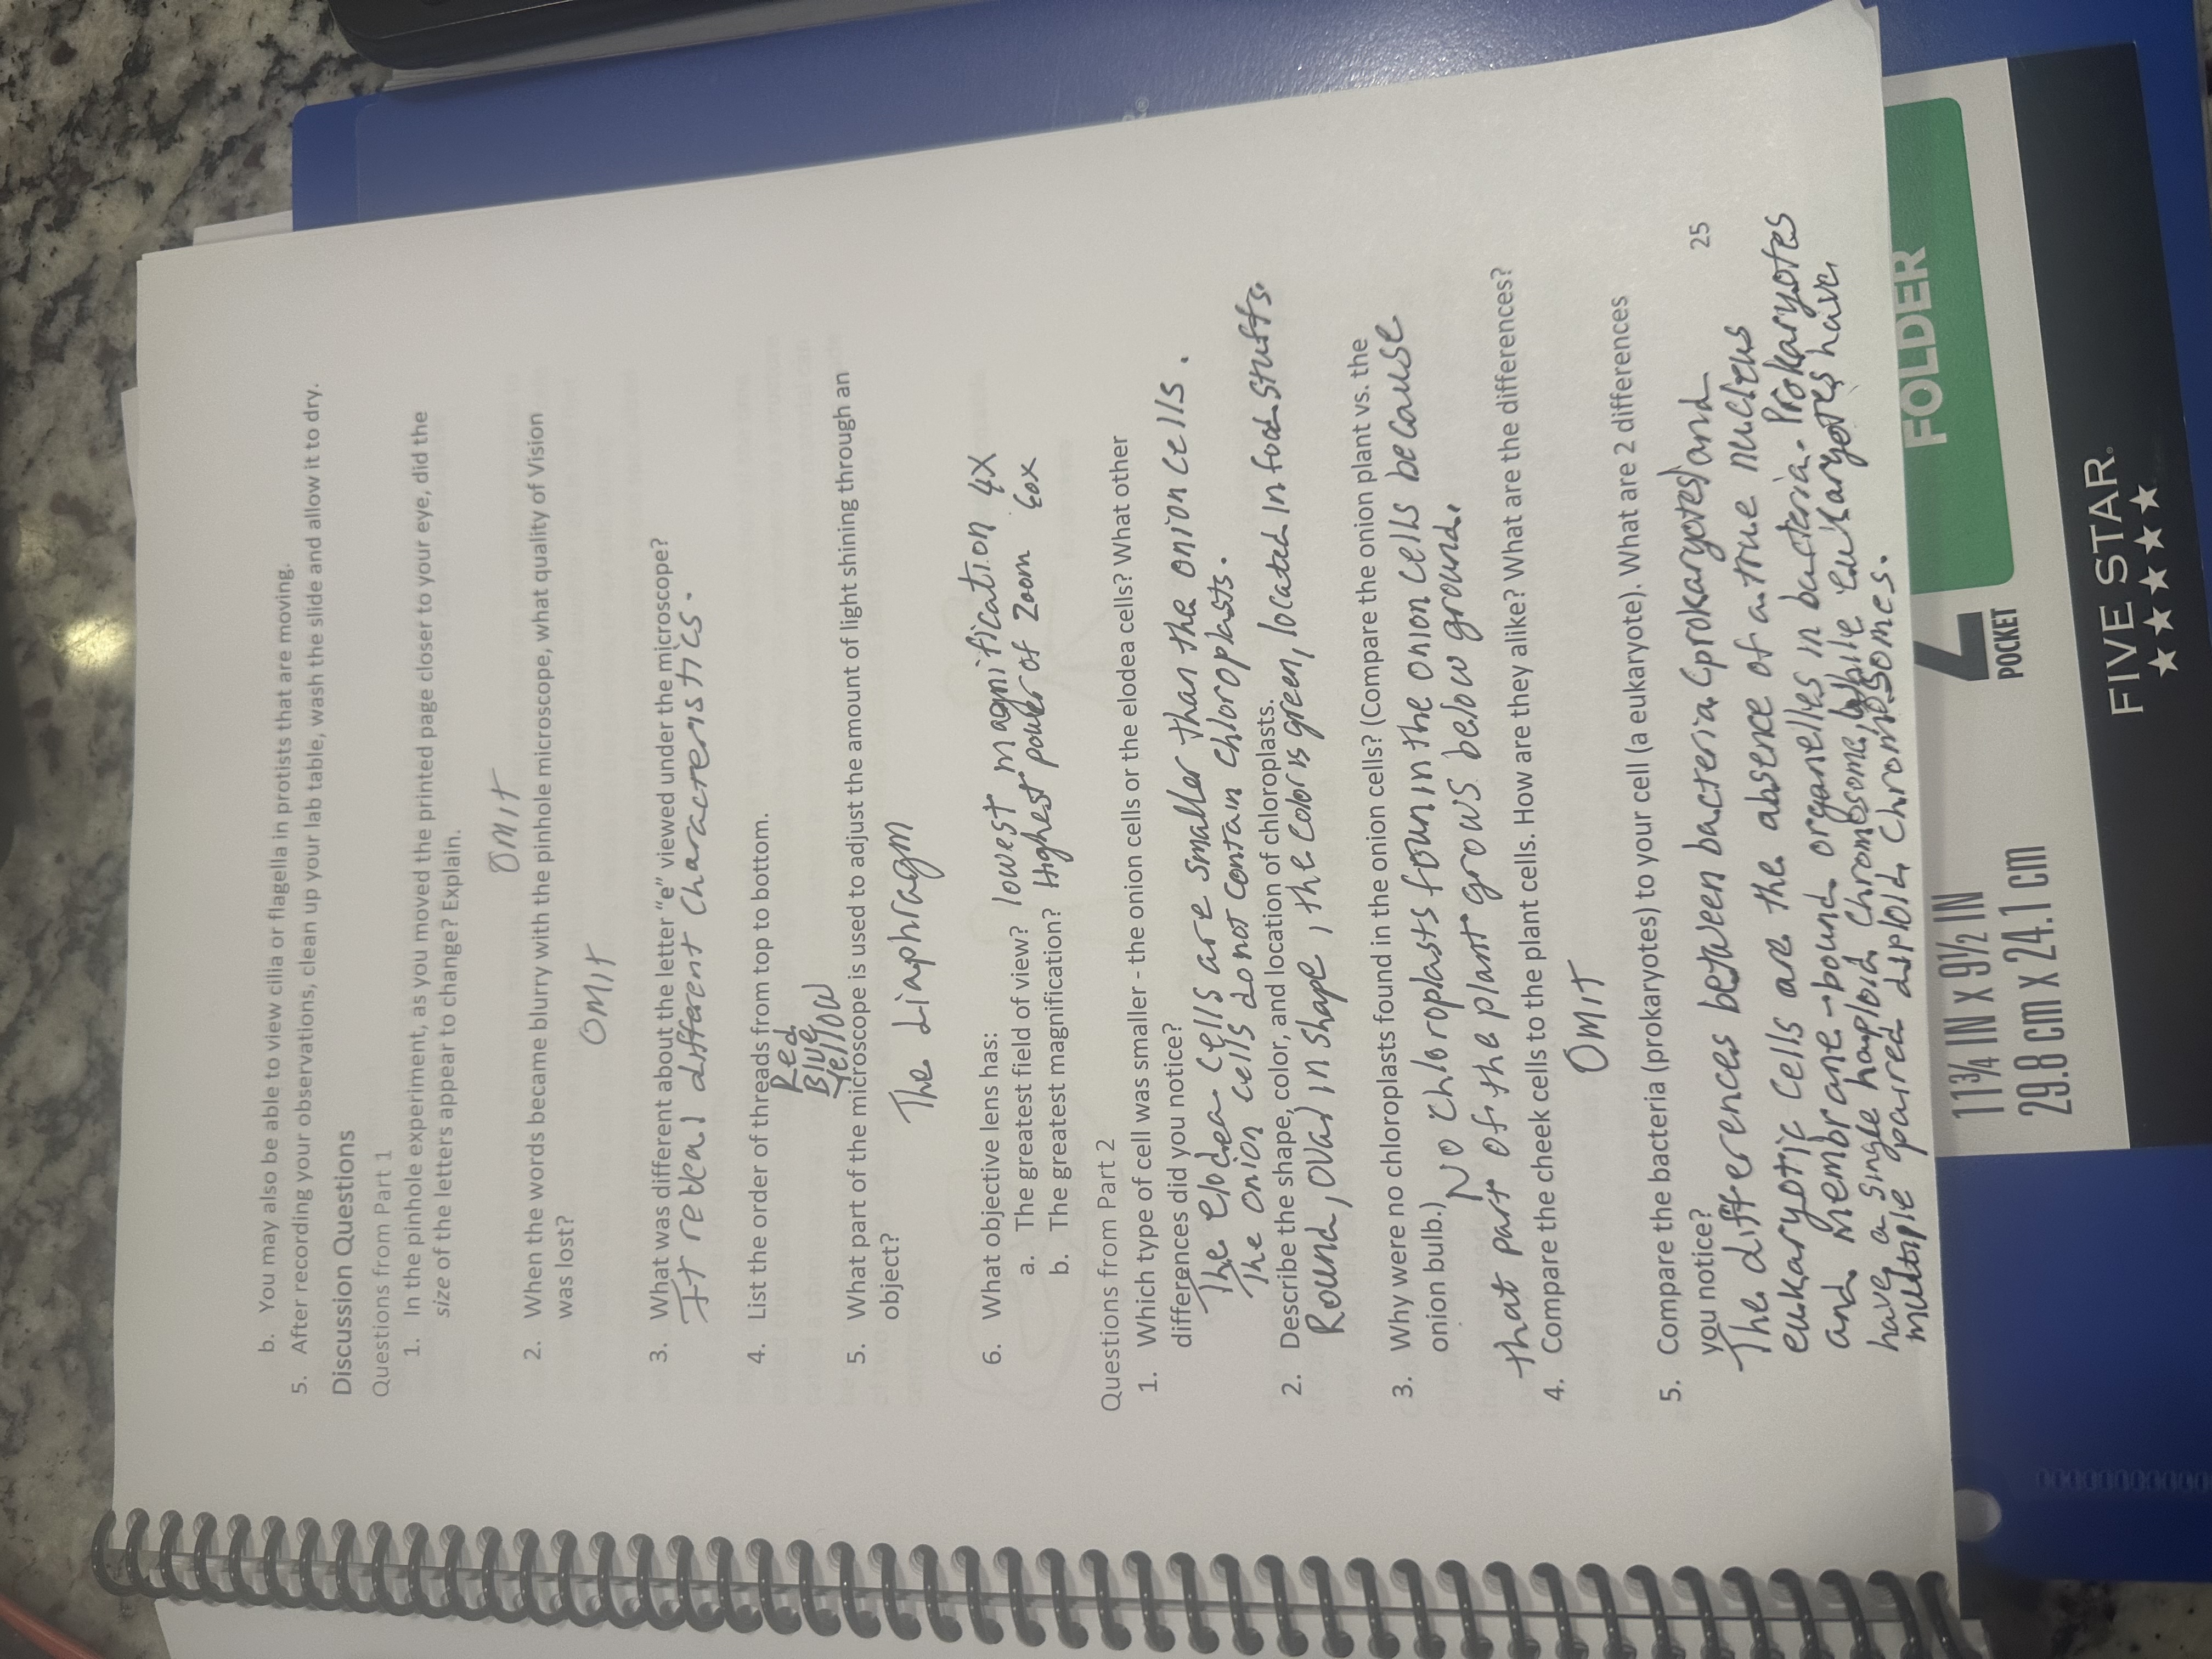 b. You may also be able to view cilia or flagella in protists that are moving.
5. After recording your observations, clean up your lab table, wash the slide and allow it to dry.
Discussion Questions
Questions from Part 1
1. In the pinhole experiment, as you moved the printed page closer to your eye, did the
size of the letters appear to change? Explain.
OMIT
2. When the words became blurry with the pinhole microscope, what quality of Vision
was lost?
OMIT
3. What was different about the letter "e" viewed under the microscope?
It reveal different Characteristics.
4. List the order of threads from top to bottom.
Red
Blue
Yellow
5. What part of the microscope is used to adjust the amount of light shining through an
object?
The diaphragm
6. What objective lens has:
a. The greatest field of view? lowest magnification 4X
b. The greatest magnification? Highest power of Zoom 60X
Questions from Part 2
1. Which type of cell was smaller - the onion cells or the elodea cells? What other
differences did you notice?
The elodea cells are smaller than the onion cells.
The onion cells do not contain chloroplasts.
2. Describe the shape, color, and location of chloroplasts.
Round, oval in shape, the color is green, located in food stuffs.
3. Why were no chloroplasts found in the onion cells? (Compare the onion plant vs. the
onion bulb.) No Chloroplasts foun in the onion cells because
that part of the plant grows below ground.
4. Compare the cheek cells to the plant cells. How are they alike? What are the differences?
OMIT
5. Compare the bacteria (prokaryotes) to your cell (a eukaryote). What are 2 differences
you notice?
25
The differences between bacteria (prokaryotes) and
eukaryotic cells are the absence of a true nucleus
and membrane-bound organelles in bacteria. Prokaryotes
have a single haploid chromosome, while eukaryotes have
multiple paired diploid Chromosomes.
FOLDER
11¾ IN x 9½ IN
29.8 cm x 24.1 cm
2
POCKET
FIVE STAR.